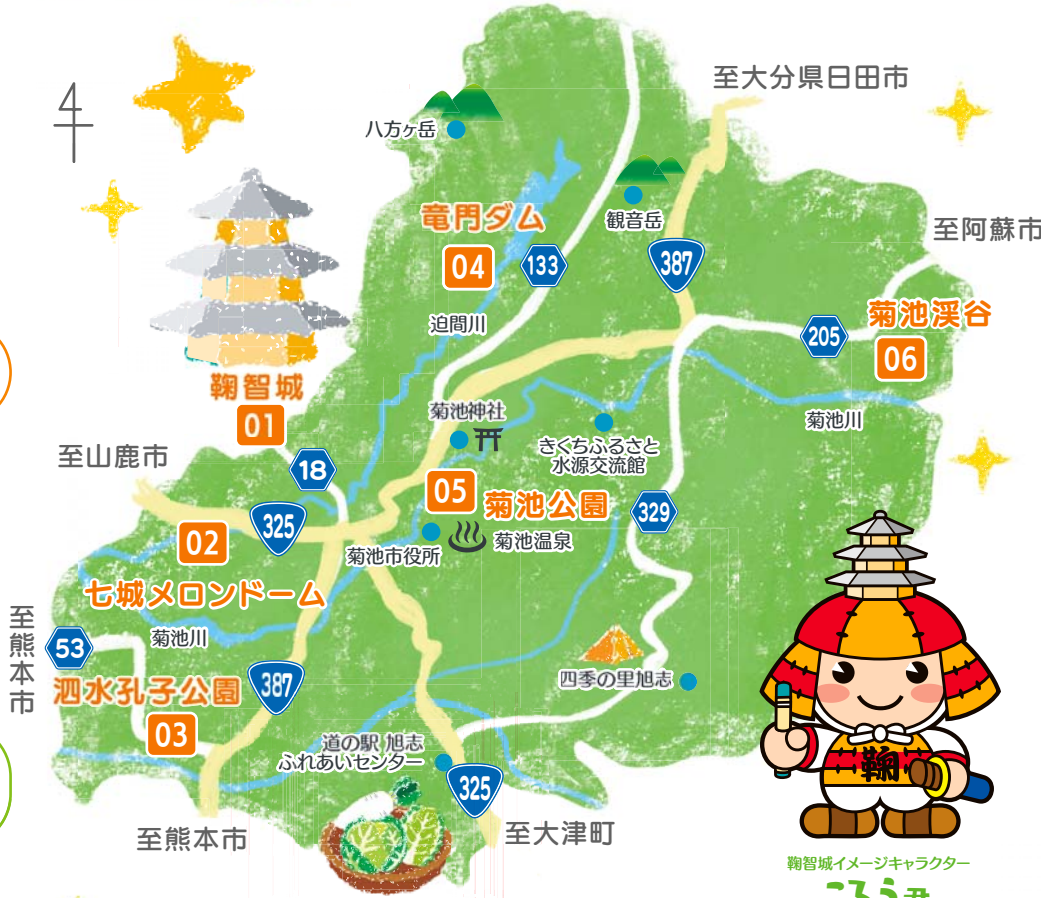 至大分県日田市
八方ヶ岳
観音岳
竜門ダム
04
133
387
至阿蘇市
迫間川
205
菊池渓谷
06
鞠智城
01
菊池神社
菊池川
至山鹿市
18
きくちふるさと
水源交流館
05
菊池公園
325
02
329
菊池市役所
菊池温泉
七城メロンドーム
至熊本市
53
菊池川
泗水孔子公園
387
03
四季の里旭志
道の駅 旭志
ふれあいセンター
325
至熊本市
至大津町
鞠
鞠智城イメージキャラクター
ころう君